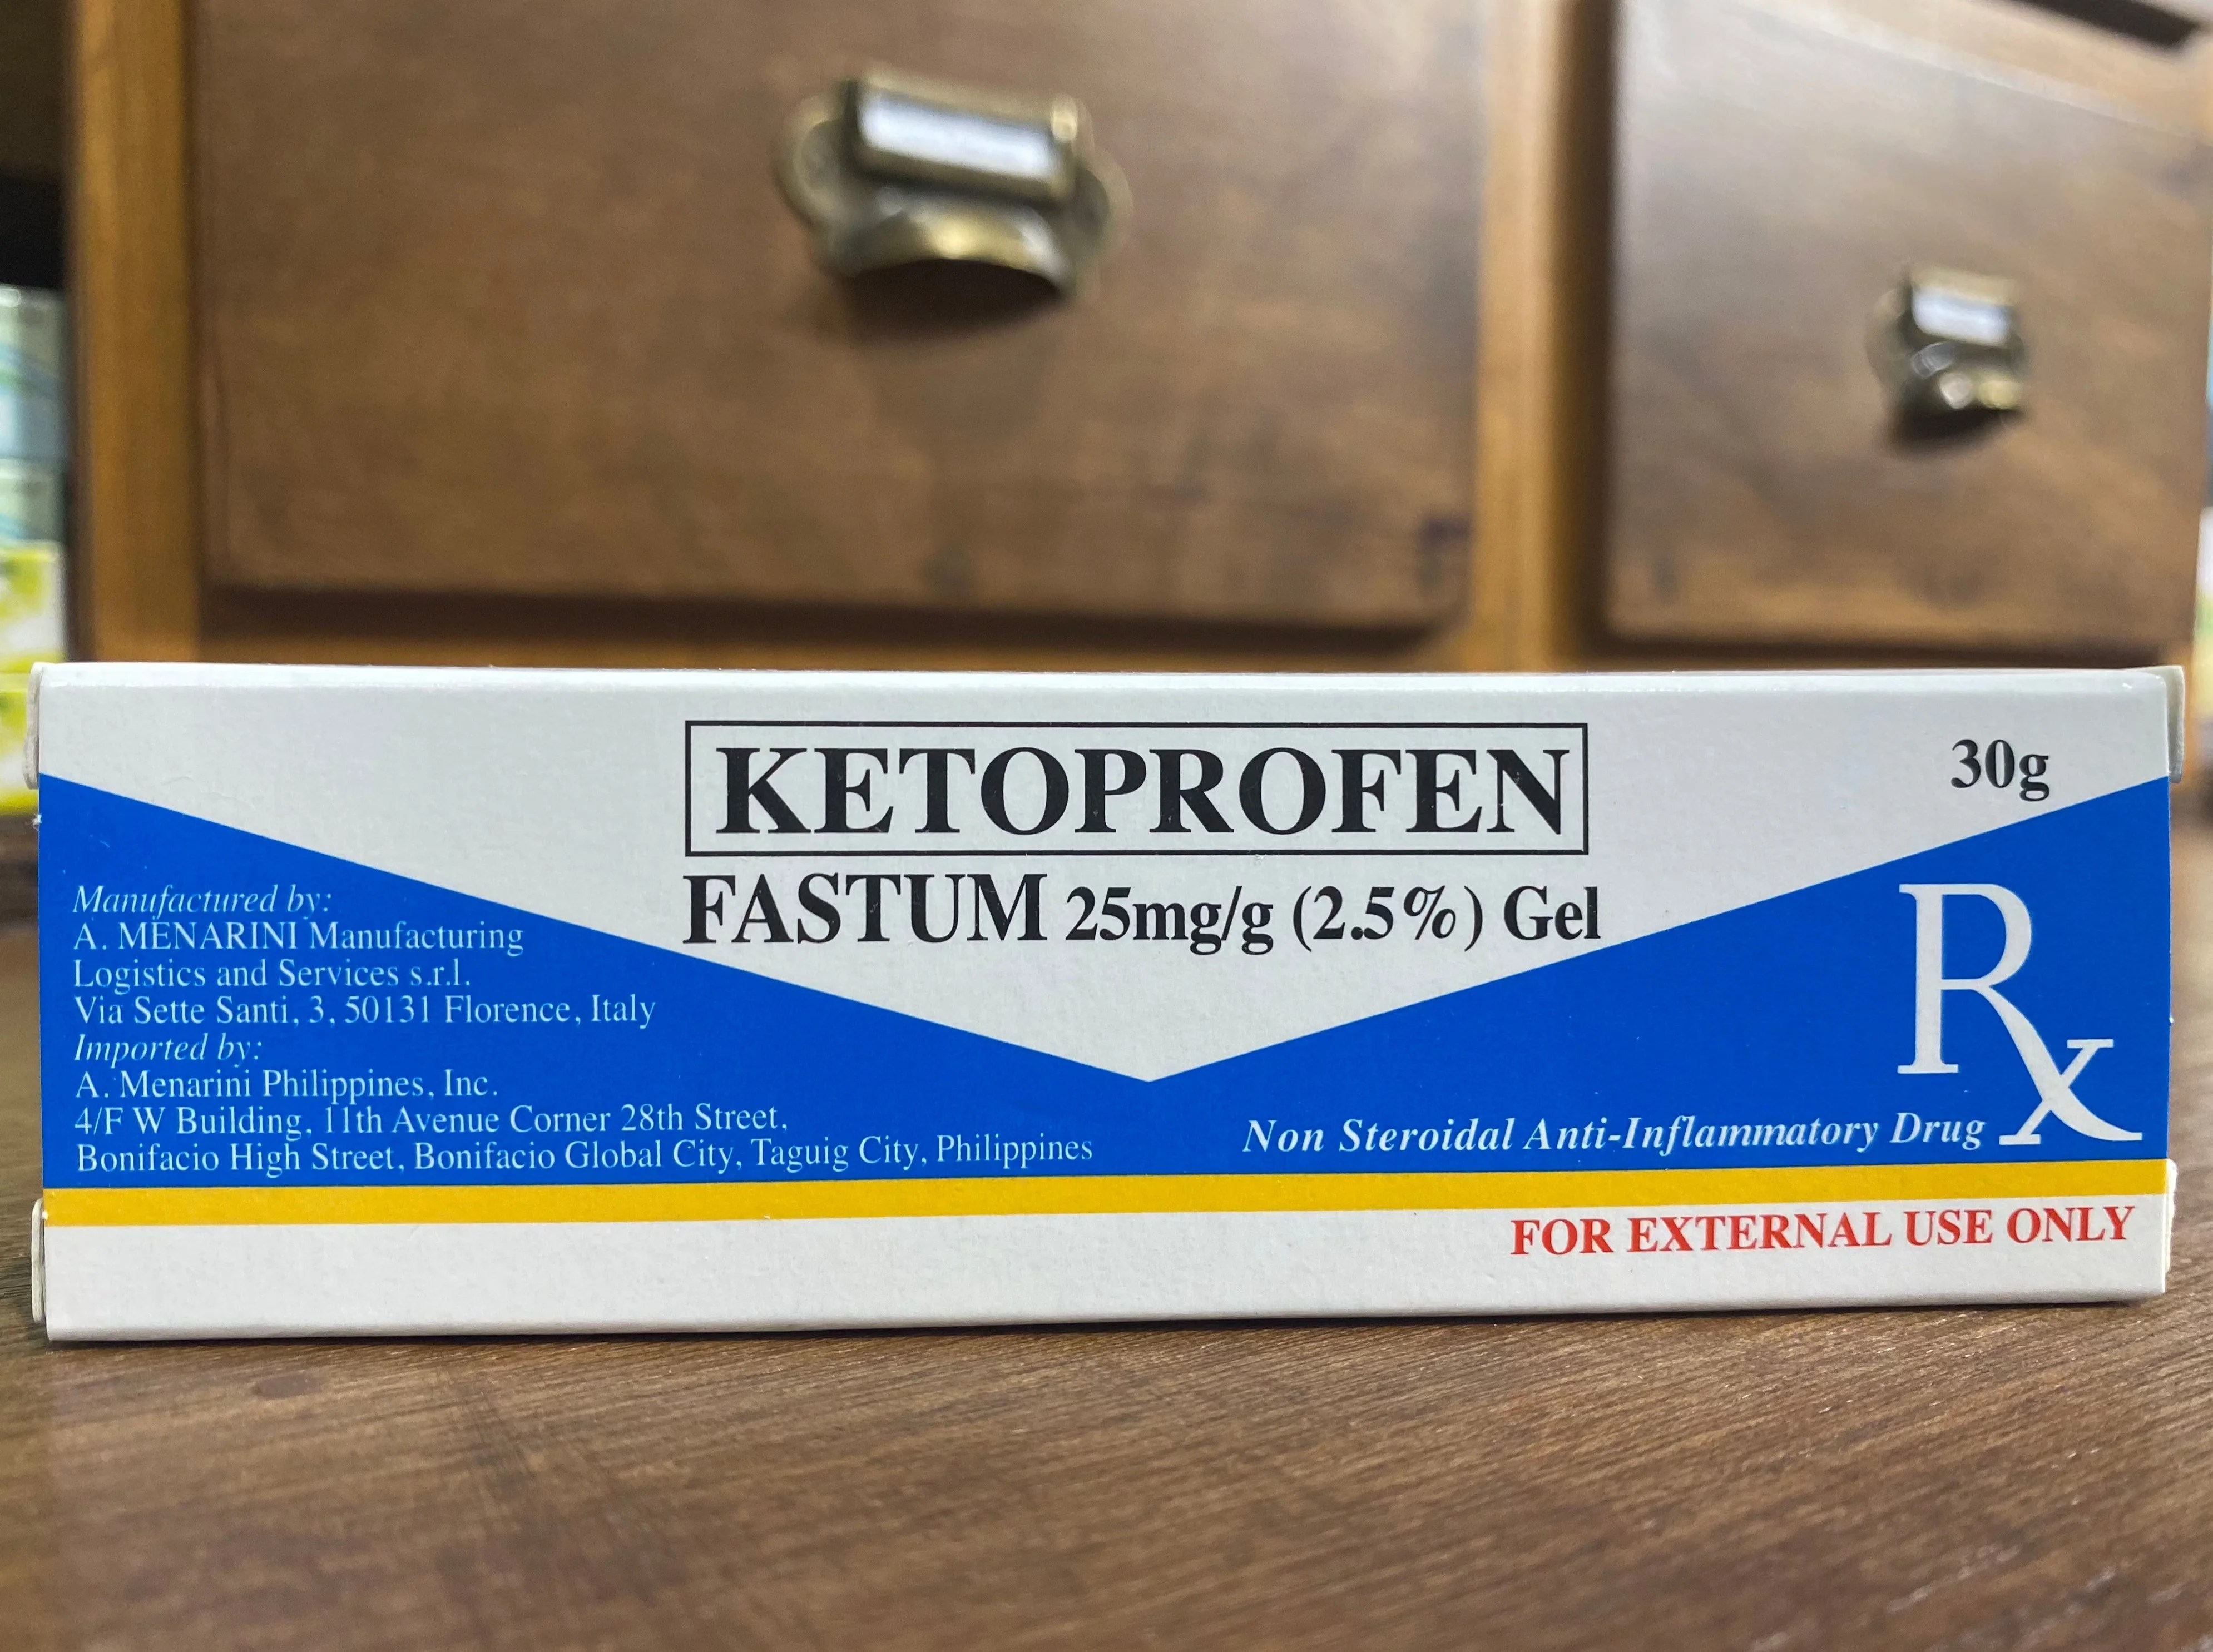 KETOPROFEN
30g
FASTUM 25mg/g (2.5%) Gel
Manufactured by:
A. MENARINI Manufacturing
Logistics and Services s.r.l.
Via Sette Santi, 3, 50131 Florence, Italy
Imported by:
A. Menarini Philippines, Inc.
4/F W Building, 11th Avenue Corner 28th Street,
Bonifacio High Street, Bonifacio Global City, Taguig City, Philippines
Rx
Non Steroidal Anti-Inflammatory Drug
FOR EXTERNAL USE ONLY